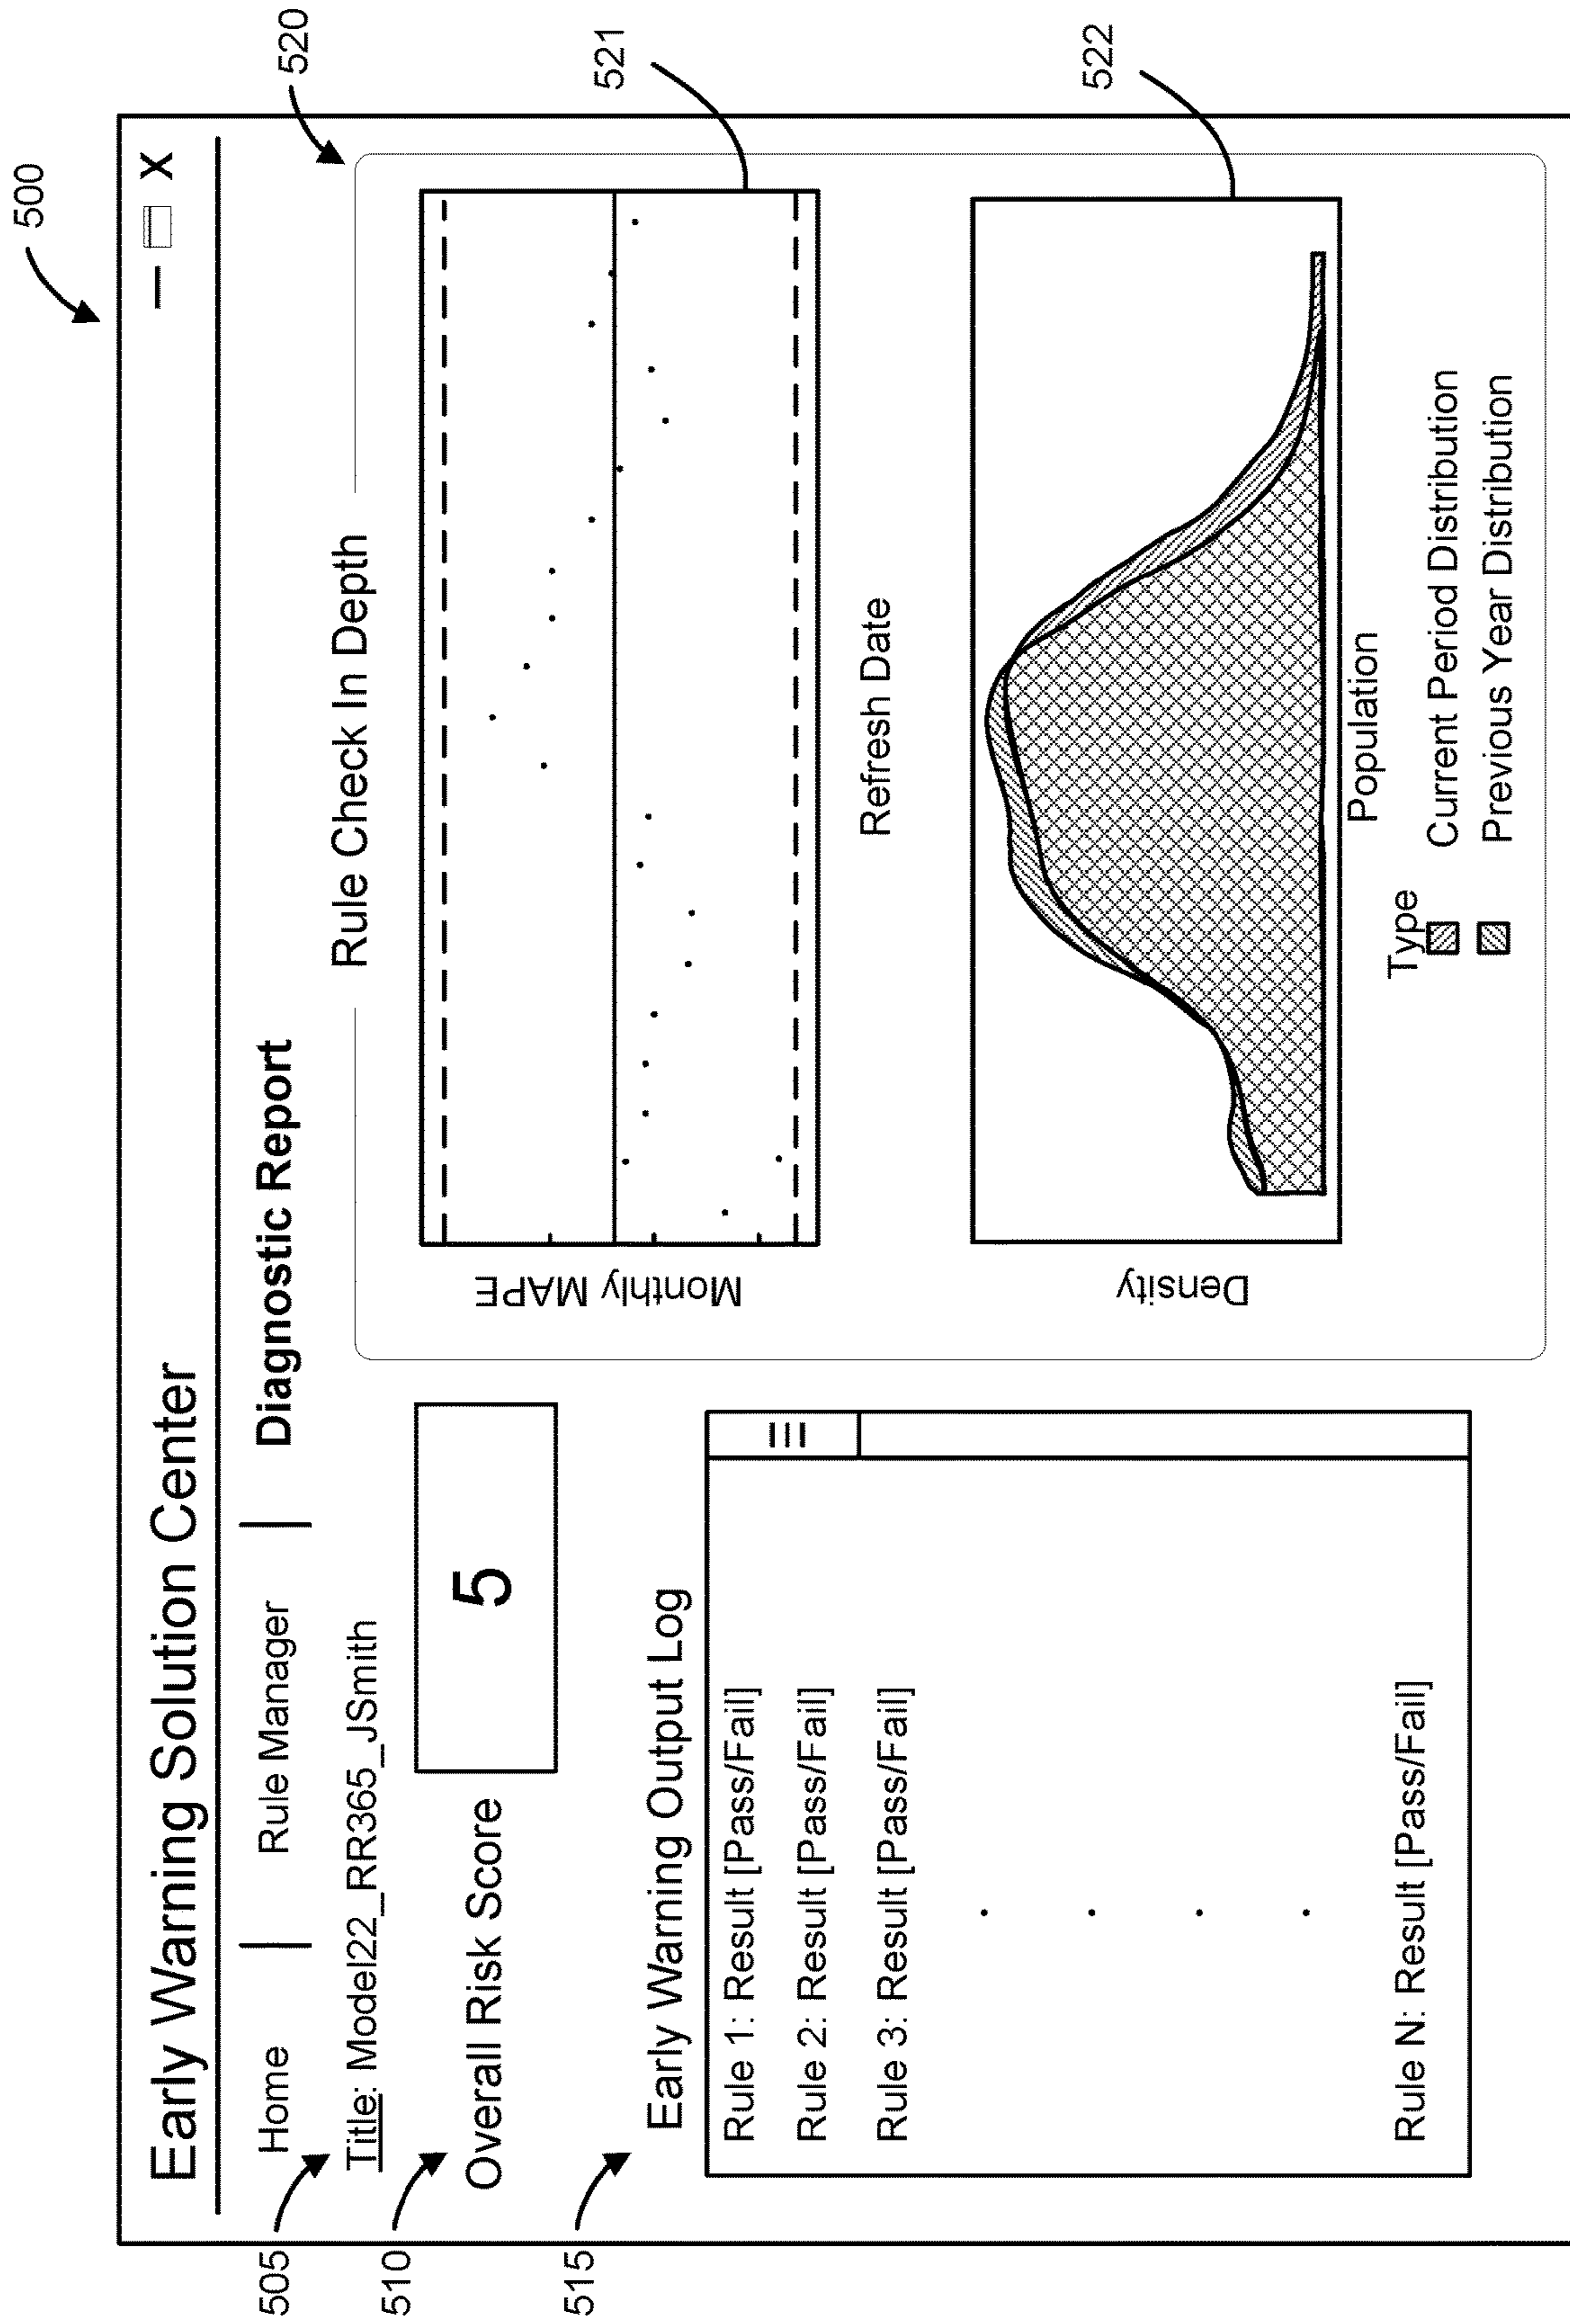 500
Early Warning Solution Center
— X
Home | Rule Manager | Diagnostic Report
505
Title: Model22_RR365_JSmith
510
Overall Risk Score
5
515
Early Warning Output Log
Rule 1: Result [Pass/Fail]
Rule 2: Result [Pass/Fail]
Rule 3: Result [Pass/Fail]
Rule N: Result [Pass/Fail]
520
Rule Check In Depth
521
Monthly MAPE
Refresh Date
522
Density
Population
Type
Current Period Distribution
Previous Year Distribution